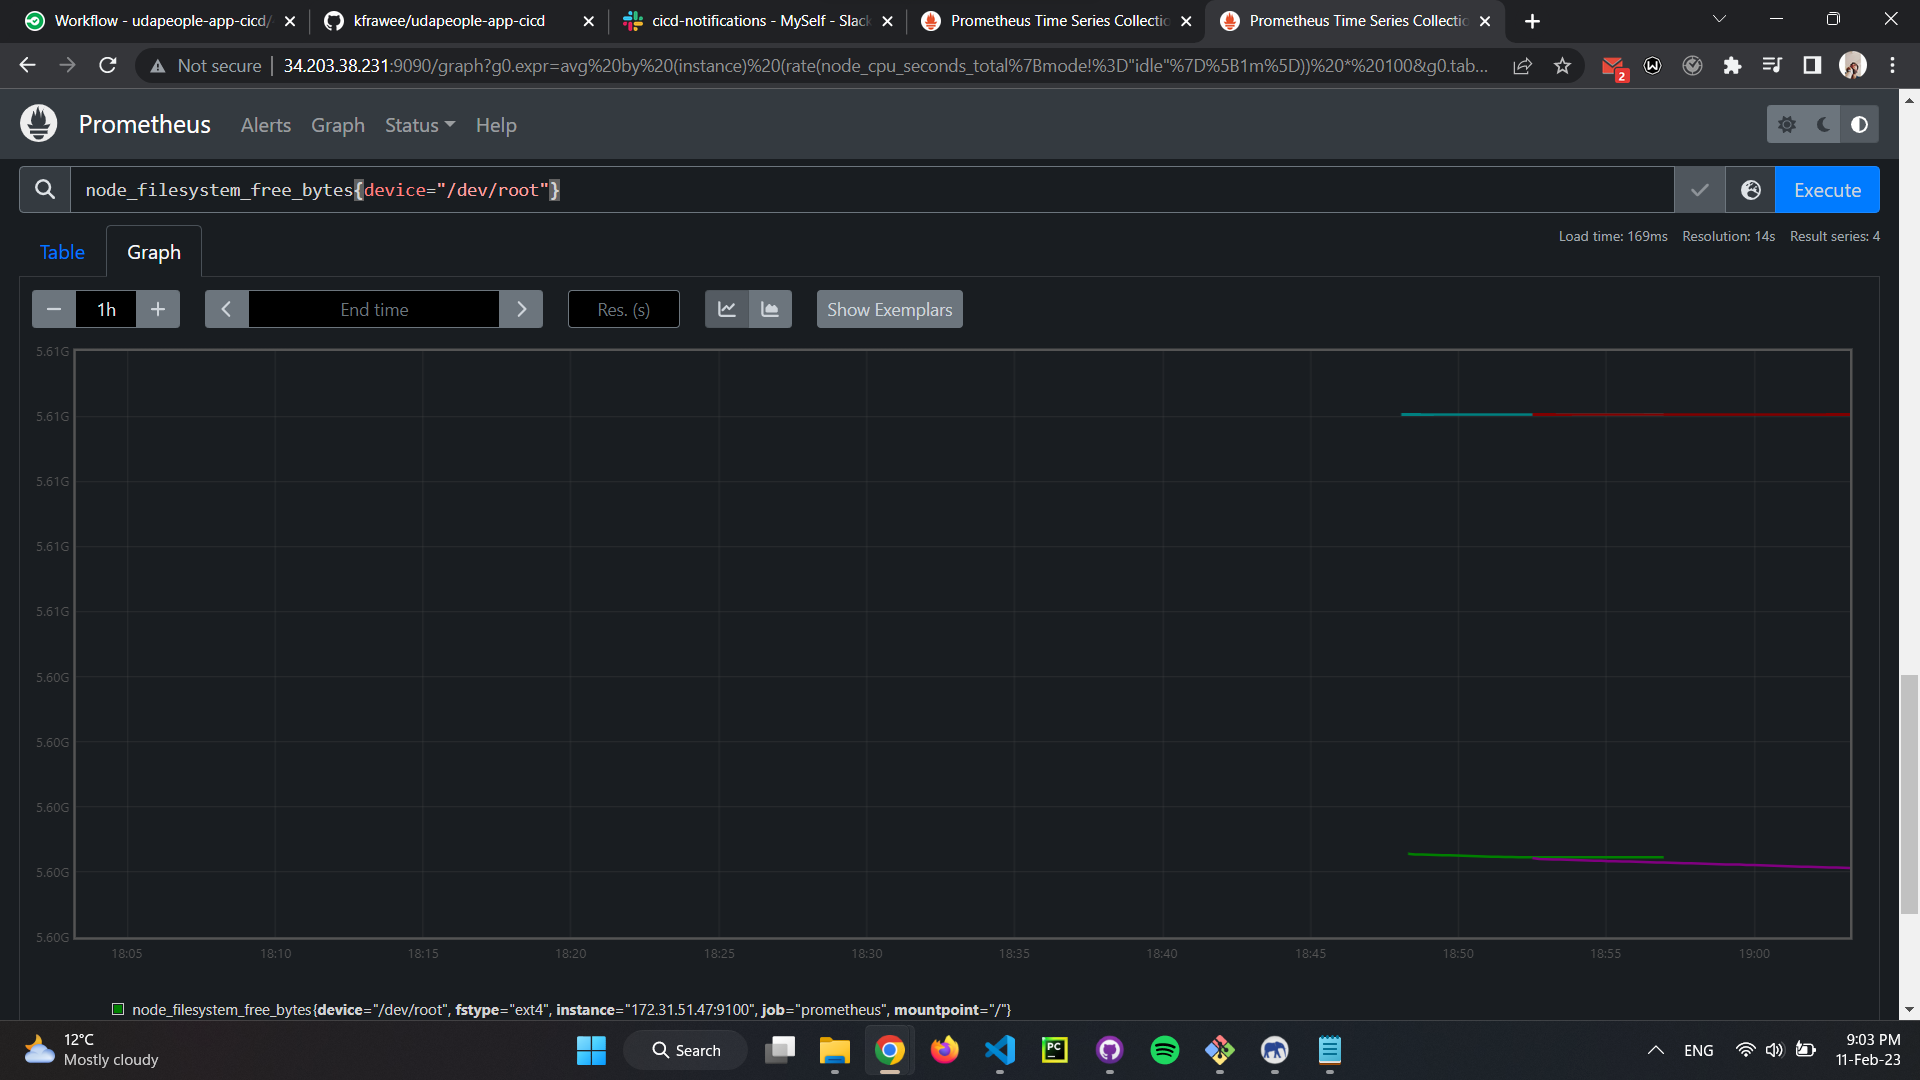 Workflow - udapeople-app-cicd/
kfrawee/udapeople-app-cicd
cicd-notifications - MySelf - Slack
Prometheus Time Series Collectio
Prometheus Time Series Collectio
Not secure
34.203.38.231:9090/graph?g0.expr=avg%20by%20(instance)%20(rate(node_cpu_seconds_total%7Bmode!%3D"idle"%7D%5B1m%5D))%20*%20100&g0.tab...
2
Prometheus
Alerts
Graph
Status
Help
node_filesystem_free_bytes{device="/dev/root"}
Execute
Load time: 169ms
Resolution: 14s
Result series: 4
Table
Graph
1h
End time
Res. (s)
Show Exemplars
5.61G
5.61G
5.61G
5.61G
5.61G
5.60G
5.60G
5.60G
5.60G
5.60G
18:05
18:10
18:15
18:20
18:25
18:30
18:35
18:40
18:45
18:50
18:55
19:00
node_filesystem_free_bytes{device="/dev/root", fstype="ext4", instance="172.31.51.47:9100", job="prometheus", mountpoint="/"}
12°C
Mostly cloudy
Search
PC
ENG
9:03 PM
11-Feb-23